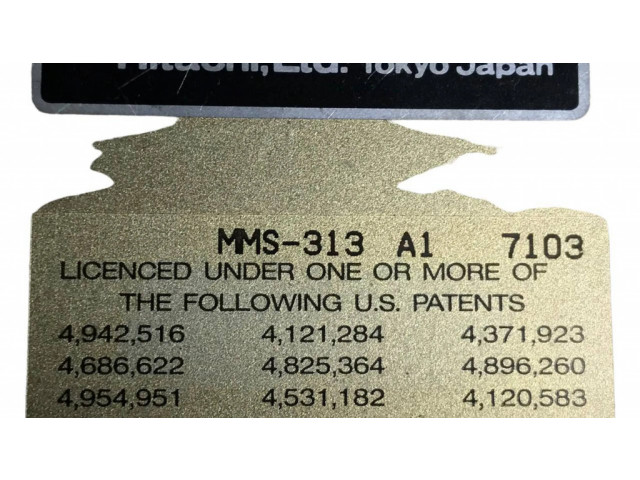 Hitachi, Ltd. Tokyo Japan
MMS-313 A1 7103
LICENCED UNDER ONE OR MORE OF
THE FOLLOWING U.S. PATENTS
4,942,516 4,121,284 4,371,923
4,686,622 4,825,364 4,896,260
4,954,951 4,531,182 4,120,583